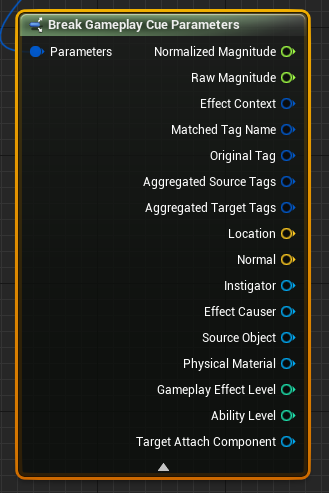 Break Gameplay Cue Parameters
Parameters
Normalized Magnitude
Raw Magnitude
Effect Context
Matched Tag Name
Original Tag
Aggregated Source Tags
Aggregated Target Tags
Location
Normal
Instigator
Effect Causer
Source Object
Physical Material
Gameplay Effect Level
Ability Level
Target Attach Component